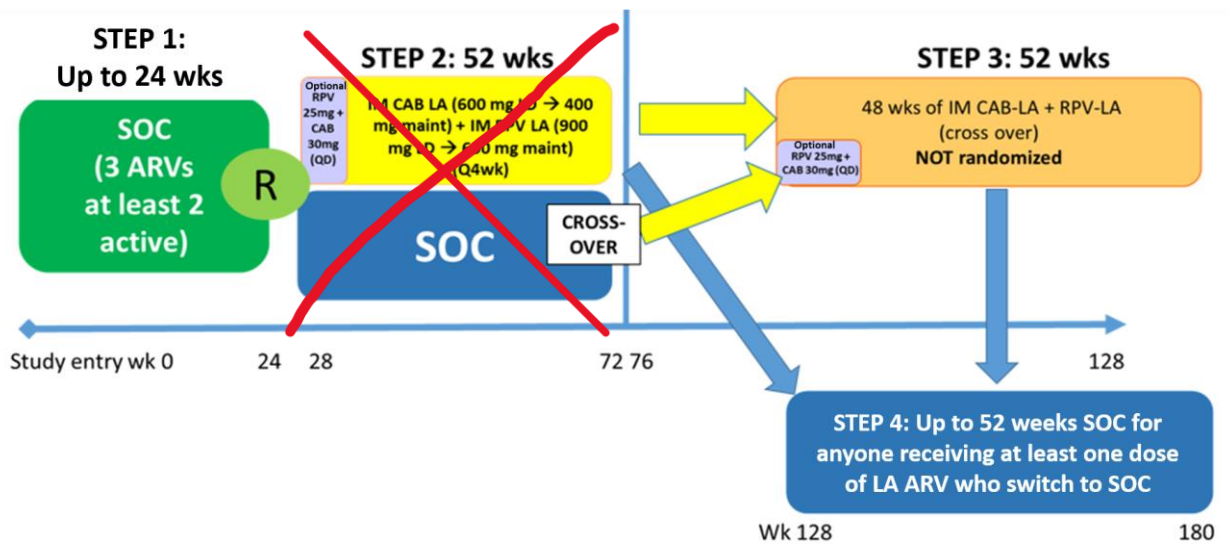 STEP 1:
Up to 24 wks
SOC
(3 ARVs
at least 2
active)
R
STEP 2: 52 wks
Optional
RPV
25mg +
CAB
30mg
(QD)
IM CAB LA (600 mg LD → 400
mg maint) + IM RPV LA (900
mg LD → 600 mg maint)
(Q4wk)
SOC
CROSS-
OVER
STEP 3: 52 wks
48 wks of IM CAB-LA + RPV-LA
(cross over)
NOT randomized
Optional
RPV 25mg +
CAB 30mg (QD)
Study entry wk 0
24
28
72 76
128
STEP 4: Up to 52 weeks SOC for
anyone receiving at least one dose
of LA ARV who switch to SOC
Wk 128
180